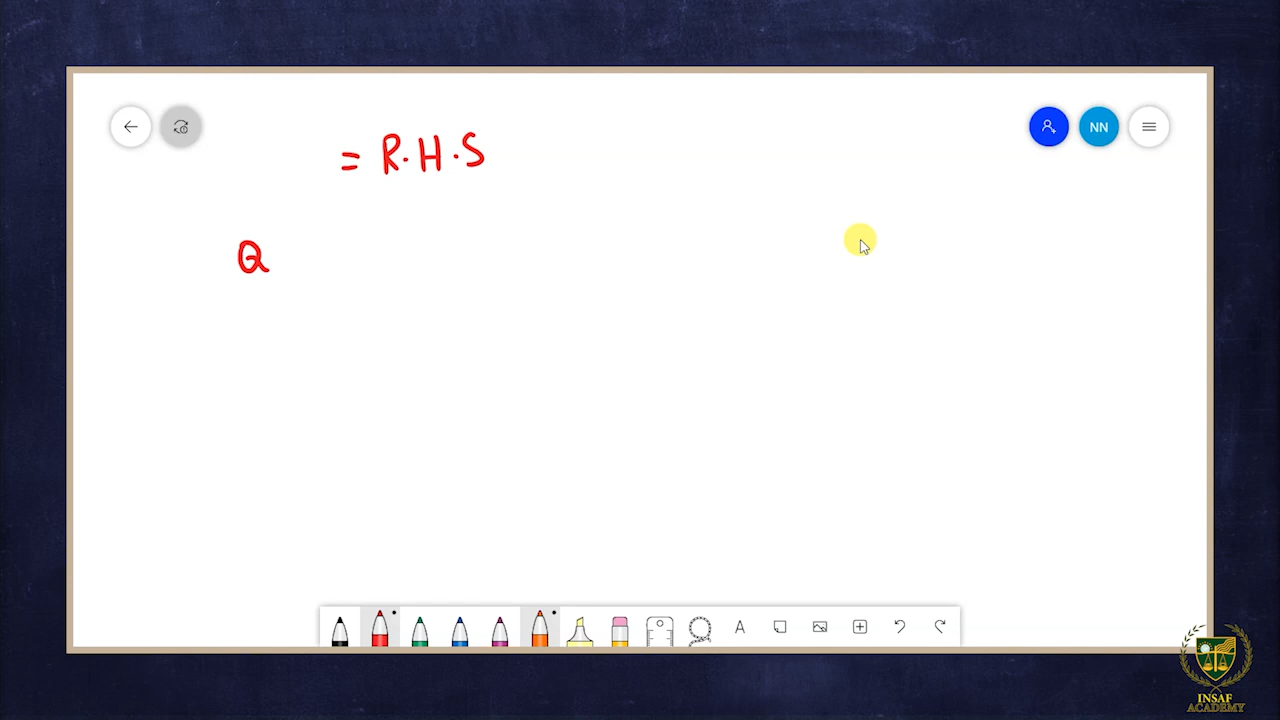 NN
= R.H.S
Q
A
INSAF
ACADEMY